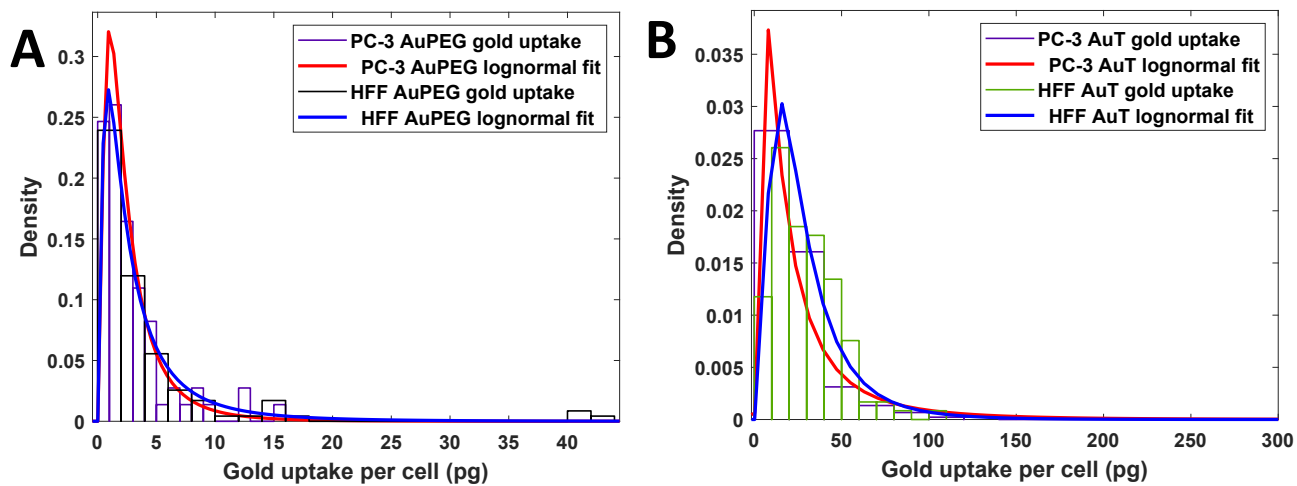 A
PC-3 AuPEG gold uptake
PC-3 AuPEG lognormal fit
HFF AuPEG gold uptake
HFF AuPEG lognormal fit
0.3
0.25
0.2
0.15
0.1
0.05
0
Density
0 5 10 15 20 25 30 35 40
Gold uptake per cell (pg)
B
PC-3 AuT gold uptake
PC-3 AuT lognormal fit
HFF AuT gold uptake
HFF AuT lognormal fit
0.035
0.03
0.025
0.02
0.015
0.01
0.005
0
Density
0 50 100 150 200 250 300
Gold uptake per cell (pg)